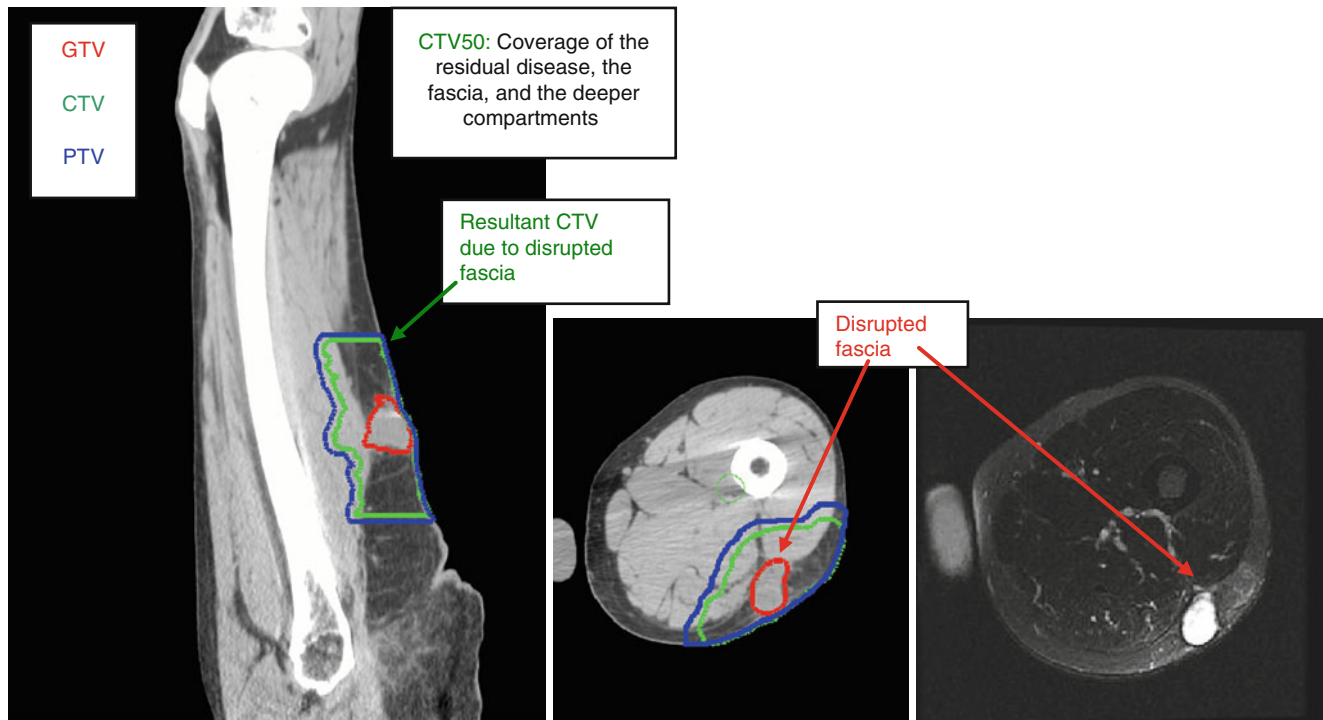 GTV
CTV
PTV
CTV50: Coverage of the
residual disease, the
fascia, and the deeper
compartments
Resultant CTV
due to disrupted
fascia
Disrupted
fascia